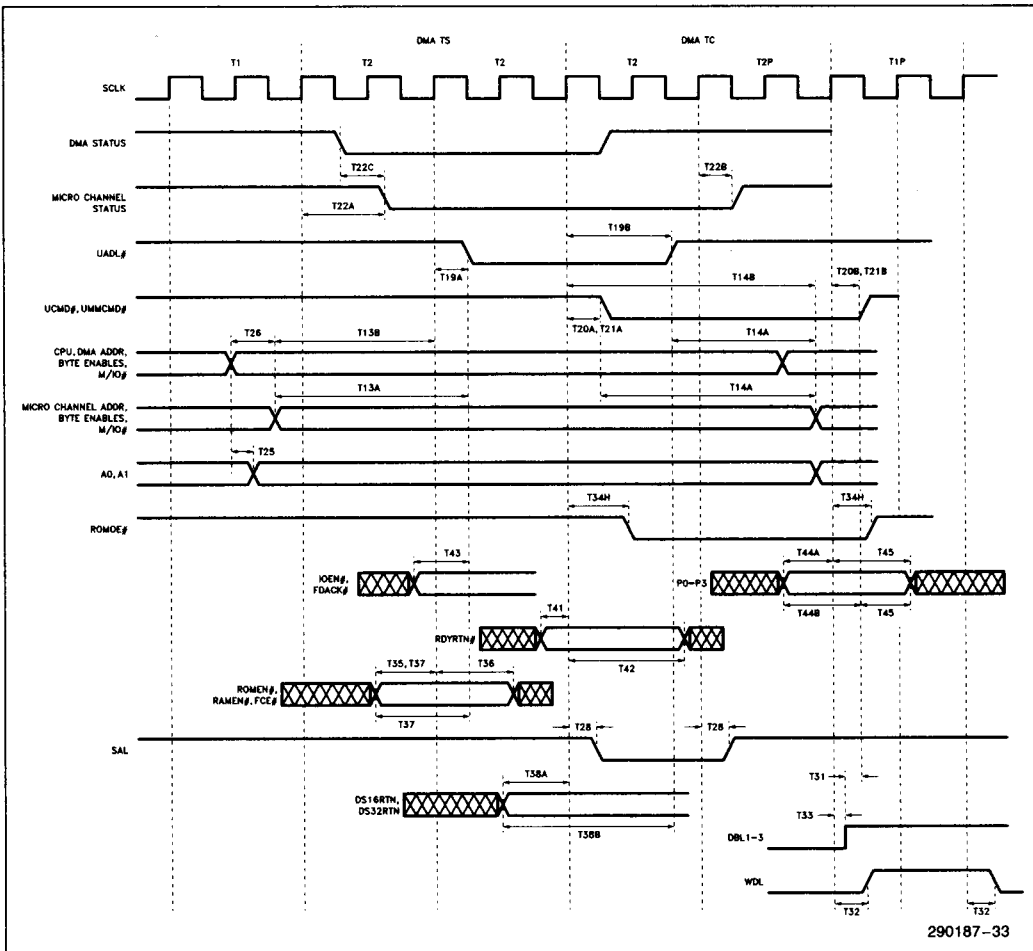 DMA TS DMA TC
T1 T2 T2 T2 T2P T1P
SCLK
DMA STATUS
T22C T22B
MICRO CHANNEL
STATUS
T22A
T19B
UADL#
T19A T14B T20B, T21B
UCMD#, UMMCMD#
T20A, T21A
T26 T13B T14A
CPU, DMA ADDR,
BYTE ENABLES,
M/IO#
T13A T14A
MICRO CHANNEL ADDR,
BYTE ENABLES,
M/IO#
T25
A0, A1
T34H T34H
ROMOE#
T43 T44A T45
IOEN#,
FDACK#
P0-P3
T41 T44B T45
RDYRTN#
T35, T37 T36 T42
ROMEN#,
RAMEN#, FCE#
T37
T28 T28
SAL
T38A T31
DS16RTN,
DS32RTN
T33
T38B DBL1-3
WDL
T32 T32
290187-33